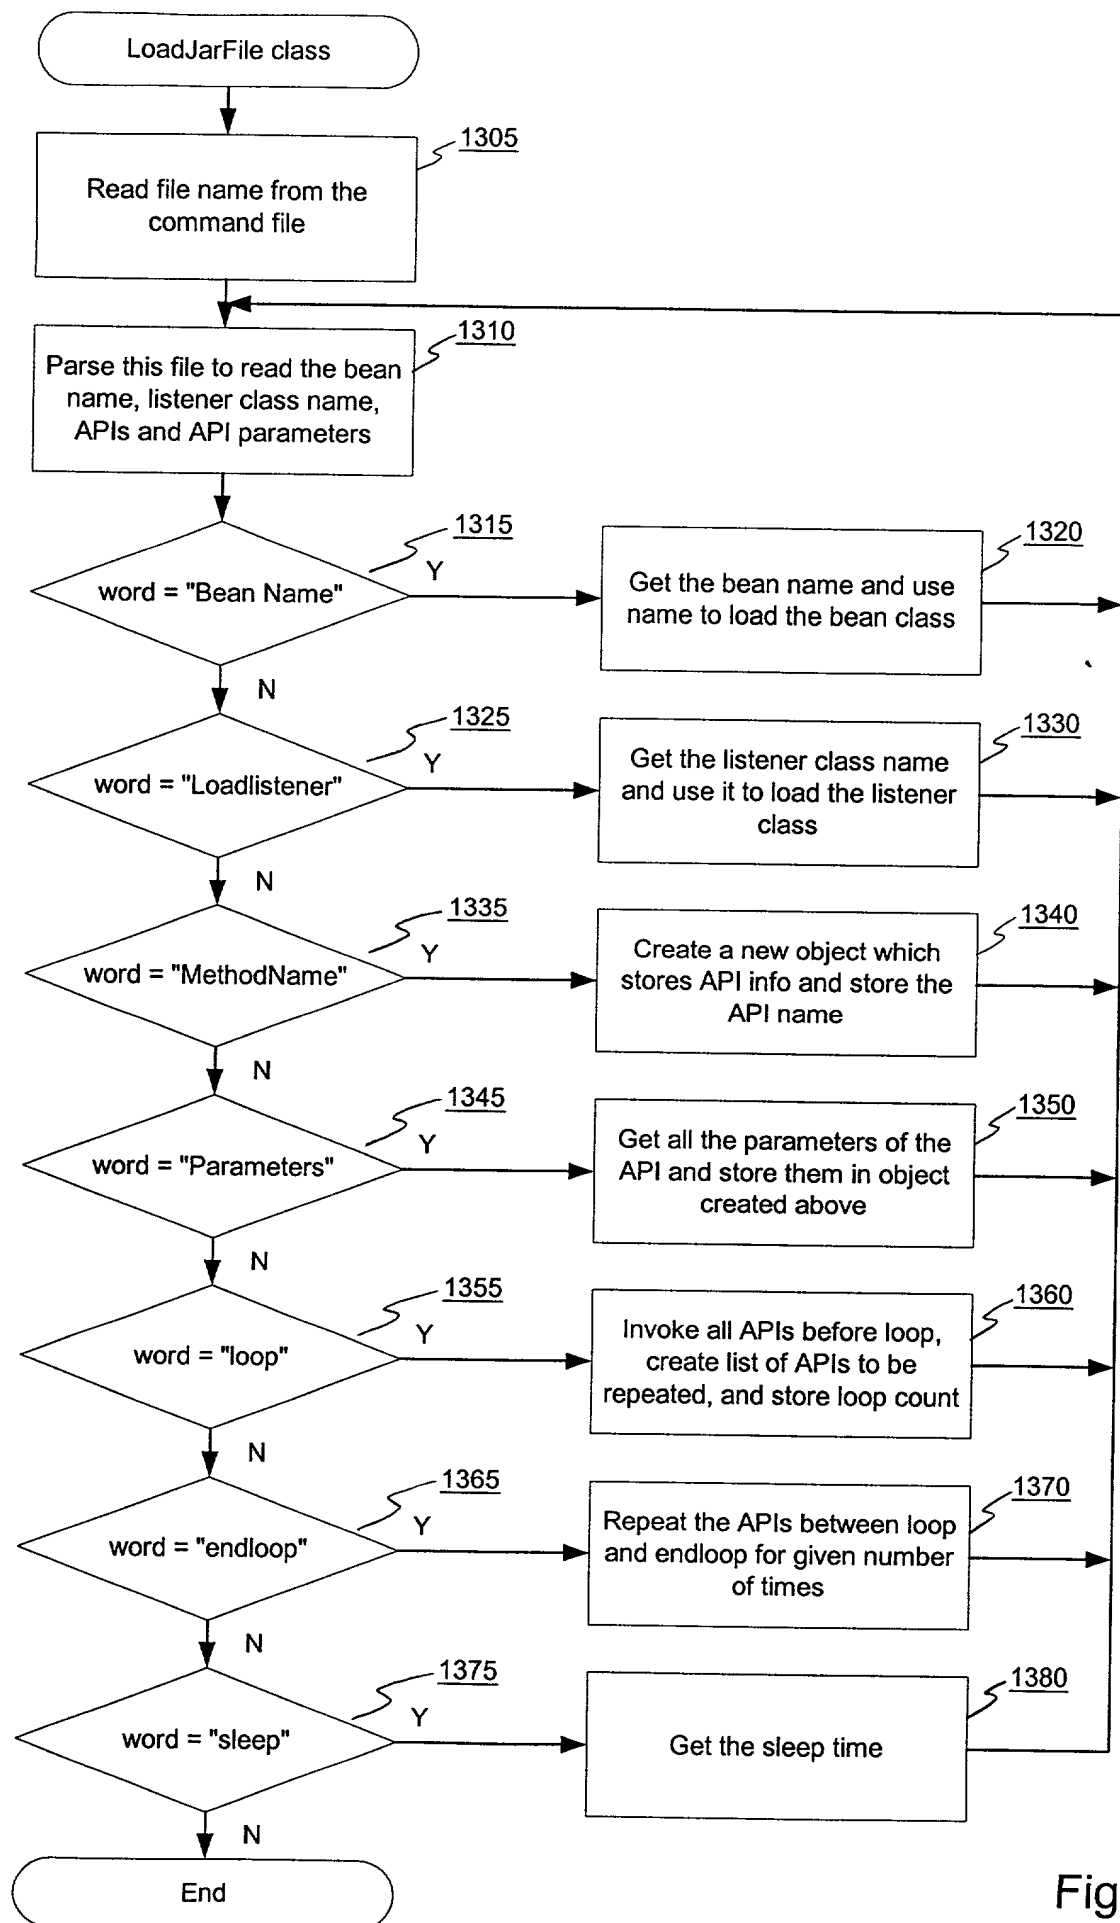 LoadJarFile class
1305
Read file name from the
command file
1310
Parse this file to read the bean
name, listener class name,
APIs and API parameters
1315
word = "Bean Name"
Y
1320
Get the bean name and use
name to load the bean class
N
1325
word = "Loadlistener"
Y
1330
Get the listener class name
and use it to load the listener
class
N
1335
word = "MethodName"
Y
1340
Create a new object which
stores API info and store the
API name
N
1345
word = "Parameters"
Y
1350
Get all the parameters of the
API and store them in object
created above
N
1355
word = "loop"
Y
1360
Invoke all APIs before loop,
create list of APIs to be
repeated, and store loop count
N
1365
word = "endloop"
Y
1370
Repeat the APIs between loop
and endloop for given number
of times
N
1375
word = "sleep"
Y
1380
Get the sleep time
N
End
Fig